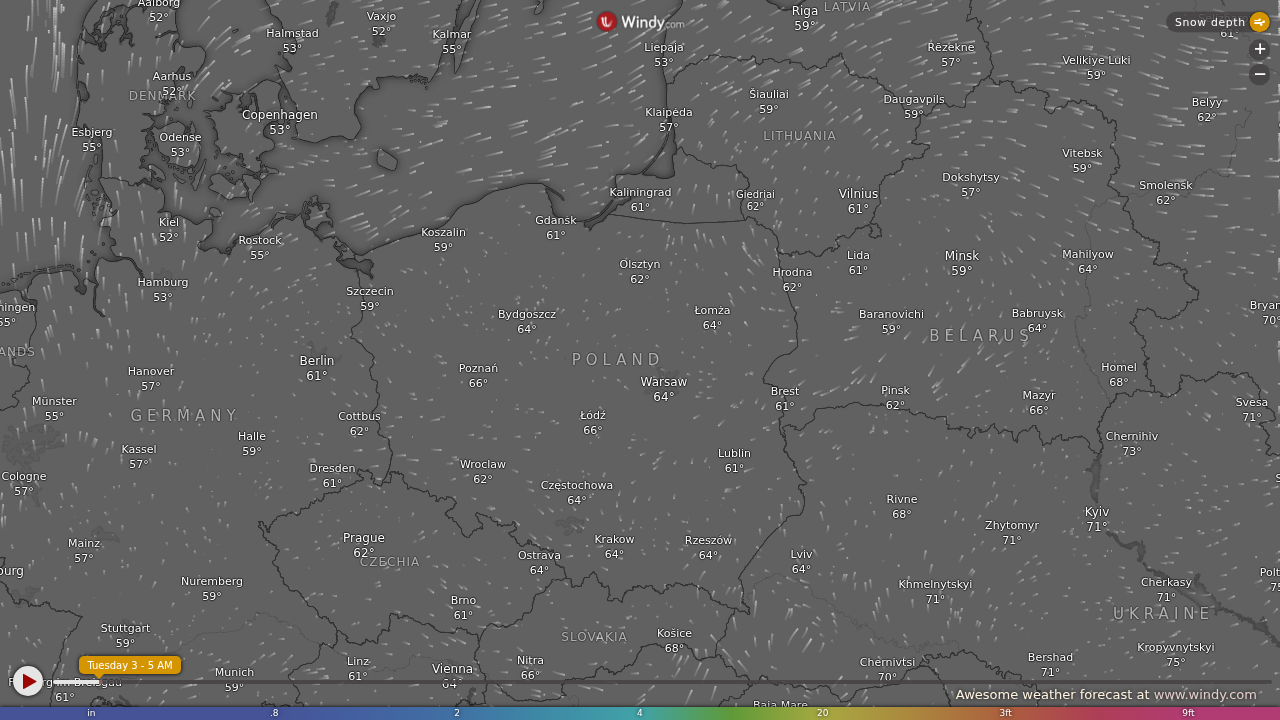 Aalborg
52°
Halmstad
53°
Vaxjo
52°
Kalmar
55°
Windy.com
Liepaja
53°
Riga
59°
LATVIA
Rezekne
57°
Snow depth
61°
+
−
Velikiye Luki
59°
Aarhus
52°
DENMARK
Copenhagen
53°
Esbjerg
55°
Odense
53°
Klaipėda
57°
Šiauliai
59°
LITHUANIA
Daugavpils
59°
Belyy
62°
Vitebsk
59°
Kaliningrad
61°
Giedriai
62°
Vilnius
61°
Dokshytsy
57°
Smolensk
62°
Kiel
52°
Rostock
55°
Koszalin
59°
Gdansk
61°
Olsztyn
62°
Hrodna
62°
Lida
61°
Minsk
59°
Mahilyow
64°
Hamburg
53°
Szczecin
59°
Bydgoszcz
64°
Łomża
64°
Baranovichi
59°
Babruysk
64°
BELARUS
Berlin
61°
Poznań
66°
POLAND
Warsaw
64°
Hanover
57°
Münster
55°
GERMANY
Cottbus
62°
Łódź
66°
Brest
61°
Pinsk
62°
Mazyr
66°
Homel
68°
Svesa
71°
Kassel
57°
Halle
59°
Dresden
61°
Wroclaw
62°
Częstochowa
64°
Lublin
61°
Chernihiv
73°
Cologne
57°
Rivne
68°
Zhytomyr
71°
Kyiv
71°
Mainz
57°
Prague
62°
CZECHIA
Ostrava
64°
Krakow
64°
Rzeszow
64°
Lviv
64°
Khmelnytskyi
71°
Cherkasy
71°
UKRAINE
Nuremberg
59°
Brno
61°
SLOVAKIA
Košice
68°
Stuttgart
59°
Linz
61°
Vienna
64°
Nitra
66°
Chernivtsi
70°
Bershad
71°
Kropyvnytskyi
75°
Munich
59°
Tuesday 3 - 5 AM
61°
Baia Mare
Awesome weather forecast at www.windy.com
in .8 2 4 20 3ft 9ft